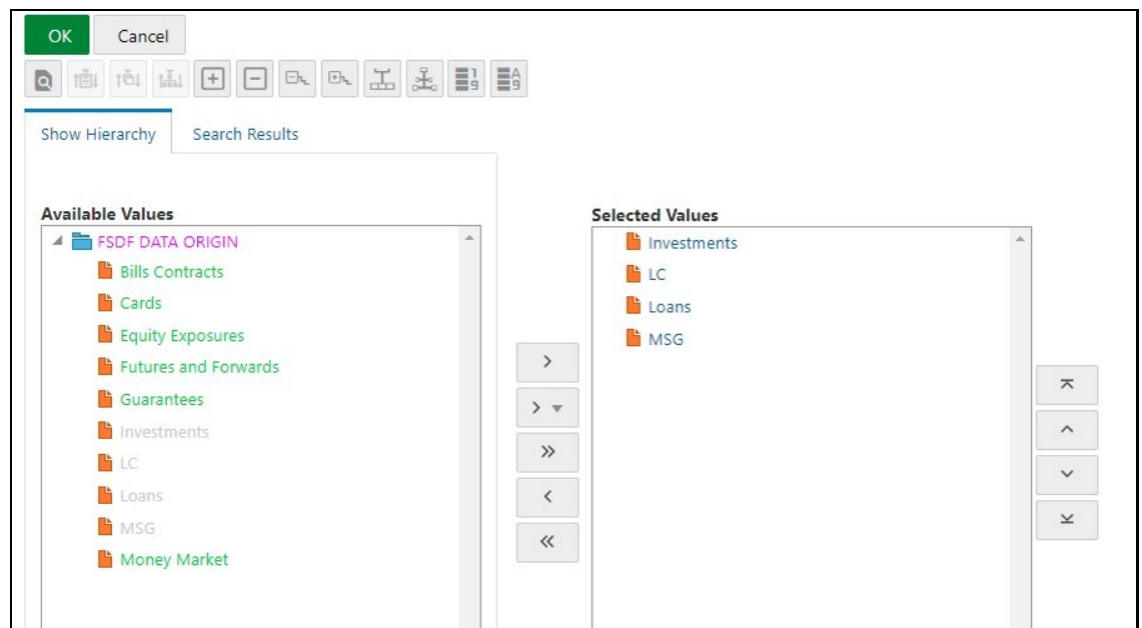 OK Cancel
Show Hierarchy Search Results
Available Values
FSDF DATA ORIGIN
Bills Contracts
Cards
Equity Exposures
Futures and Forwards
Guarantees
Investments
LC
Loans
MSG
Money Market
Selected Values
Investments
LC
Loans
MSG